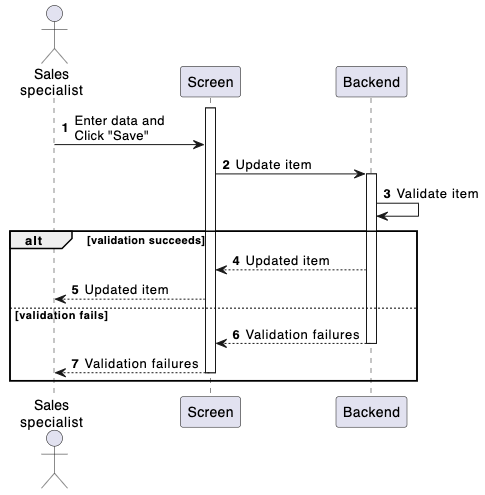 Sales
specialist
Screen
Backend
1 Enter data and
Click "Save"
2 Update item
3 Validate item
alt [validation succeeds]
4 Updated item
5 Updated item
[validation fails]
6 Validation failures
7 Validation failures
Sales
specialist
Screen
Backend